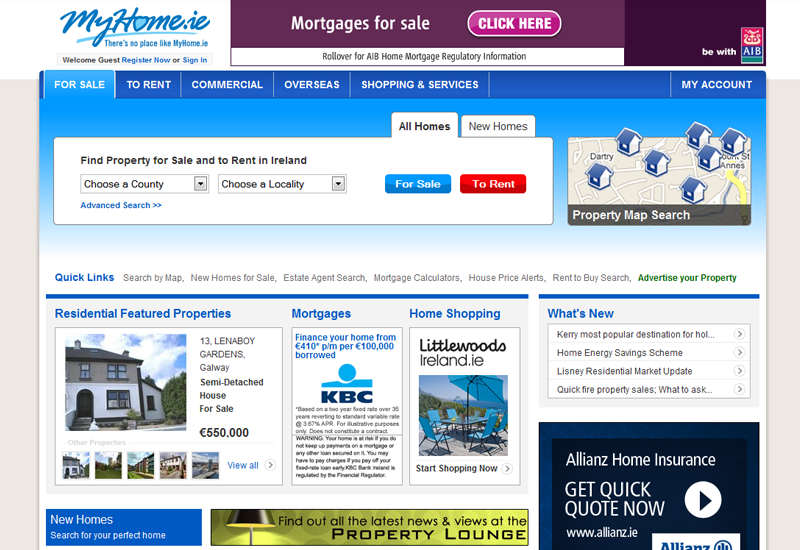 MyHome.ie
There's no place like MyHome.ie
Welcome Guest Register Now or Sign In
Mortgages for sale
CLICK HERE
Rollover for AIB Home Mortgage Regulatory Information
be with AIB
FOR SALE
TO RENT
COMMERCIAL
OVERSEAS
SHOPPING & SERVICES
MY ACCOUNT
All Homes
New Homes
Find Property for Sale and to Rent in Ireland
Choose a County
Choose a Locality
For Sale
To Rent
Advanced Search >>
Dartry
Annes
Property Map Search
Quick Links Search by Map, New Homes for Sale, Estate Agent Search, Mortgage Calculators, House Price Alerts, Rent to Buy Search, Advertise your Property
Residential Featured Properties
13, LENABOY
GARDENS,
Galway
Semi-Detached
House
For Sale
€550,000
Other Properties
View all
Mortgages
Finance your home from
€410* p/m per €100,000
borrowed
KBC
*Based on a two year fixed rate over 35
years reverting to standard variable rate
@ 3.67% APR. For illustrative purposes
only. Does not constitute a contract.
WARNING: Your home is at risk if you do
not keep up payments on a mortgage or
any other loan secured on it. You may
have to pay charges if you pay off your
fixed-rate loan early.KBC Bank Ireland is
regulated by the Financial Regulator.
Home Shopping
Littlewoods
Ireland.ie
Start Shopping Now
What's New
Kerry most popular destination for hol...
Home Energy Savings Scheme
Lisney Residential Market Update
Quick fire property sales; What to ask...
Allianz Home Insurance
GET QUICK
QUOTE NOW
www.allianz.ie
Allianz
New Homes
Search for your perfect home
Find out all the latest news & views at the
PROPERTY LOUNGE